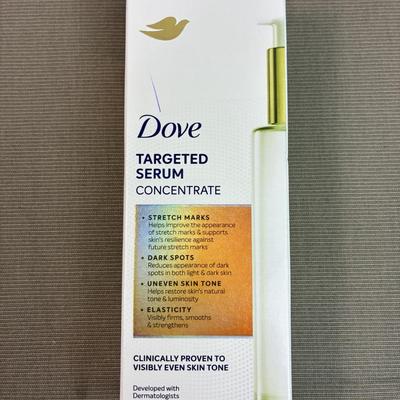 Dove
TARGETED
SERUM
CONCENTRATE
• STRETCH MARKS
Helps improve the appearance
of stretch marks & supports
skin's resilience against
future stretch marks
• DARK SPOTS
Reduces appearance of dark
spots in both light & dark skin
• UNEVEN SKIN TONE
Helps restore skin's natural
tone & luminosity
• ELASTICITY
Visibly firms, smooths
& strengthens
CLINICALLY PROVEN TO
VISIBLY EVEN SKIN TONE
Developed with
Dermatologists